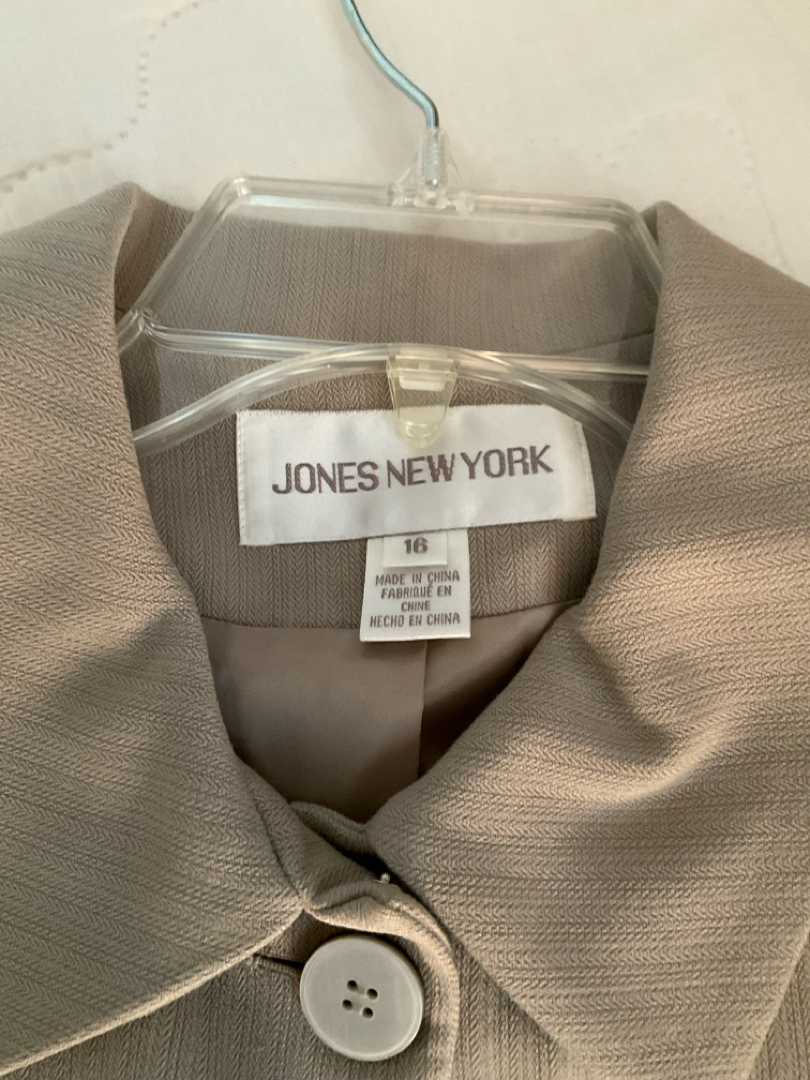 JONES NEW YORK
16
MADE IN CHINA
FABRIQUÉ EN
CHINE
HECHO EN CHINA